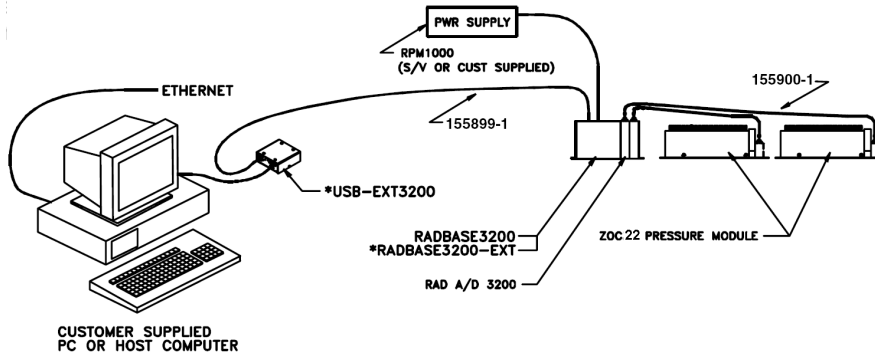 PWR SUPPLY
RPM1000
(S/V OR CUST SUPPLIED)
155900-1
ETHERNET
155899-1
*USB-EXT3200
RADBASE3200
*RADBASE3200-EXT
ZOC 22 PRESSURE MODULE
RAD A/D 3200
CUSTOMER SUPPLIED
PC OR HOST COMPUTER